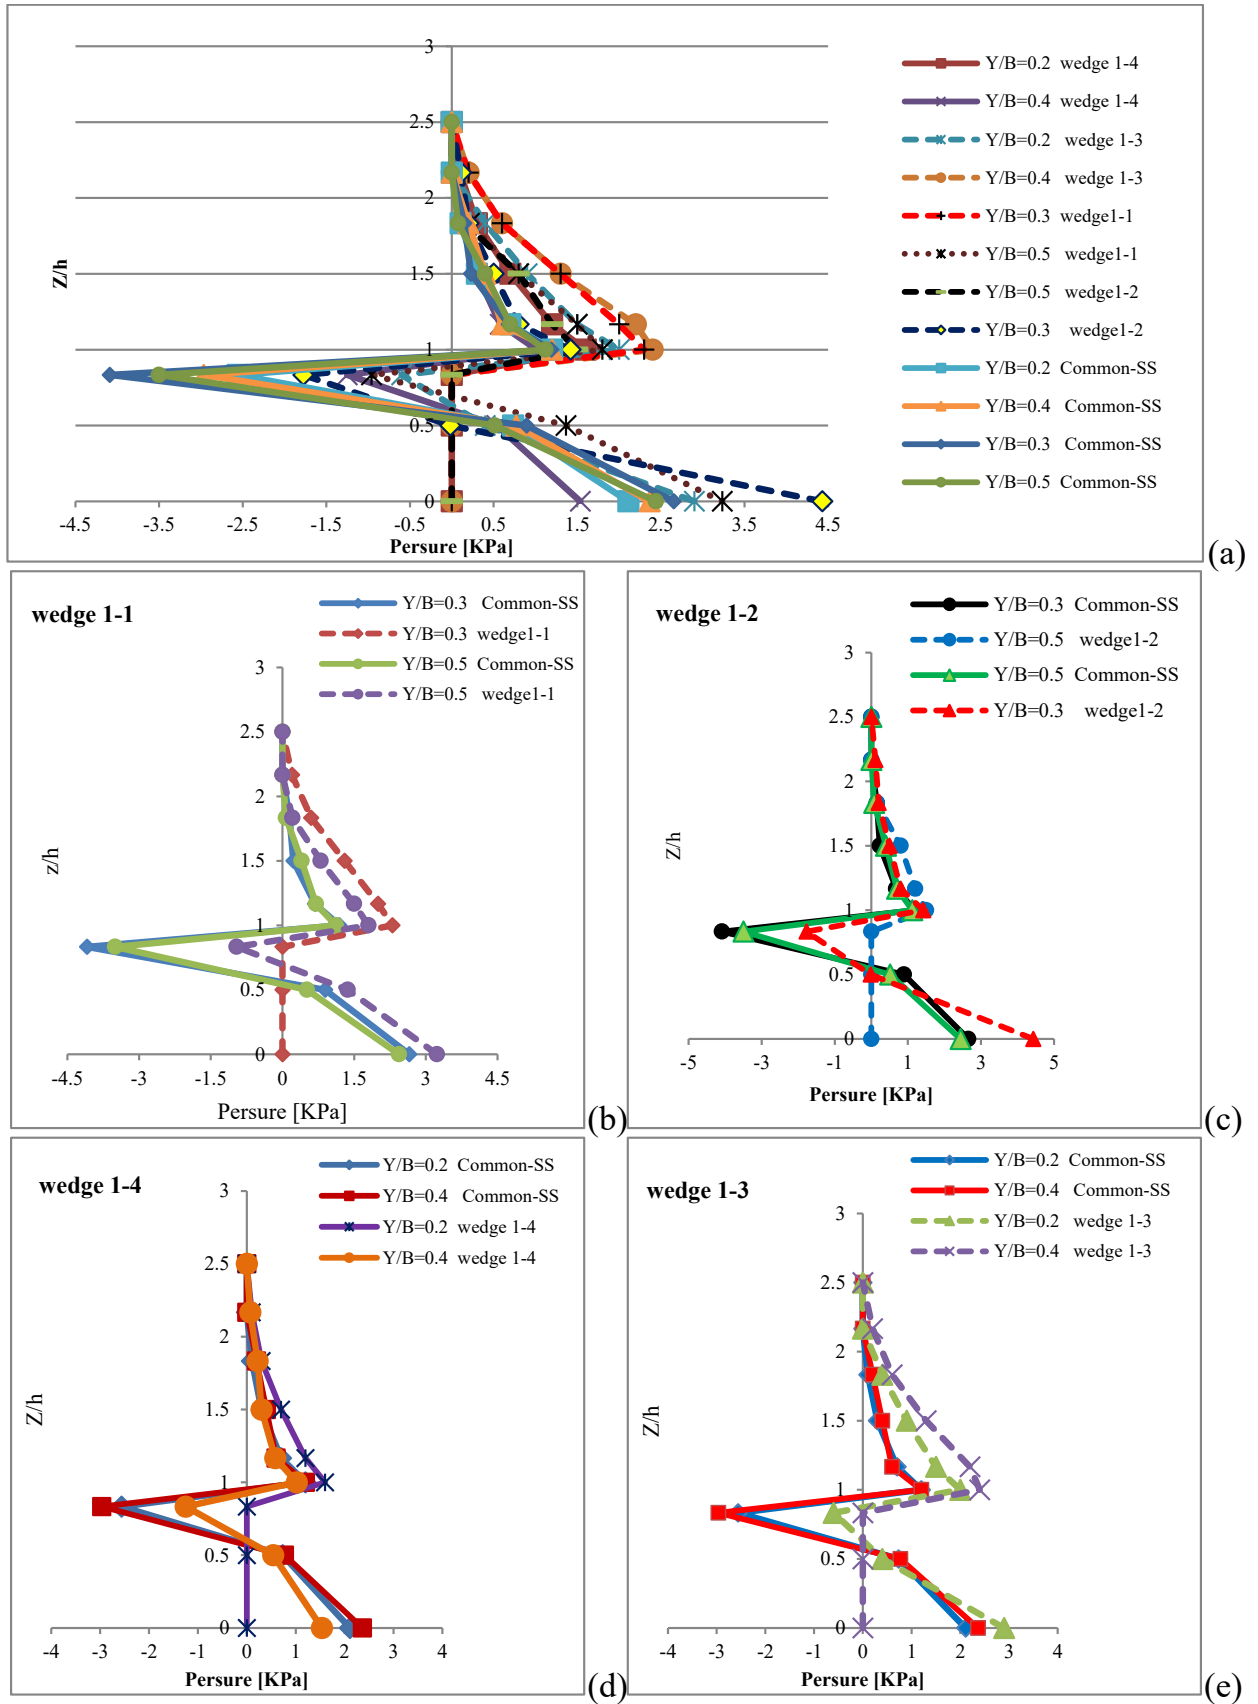 3
2.5
2
1.5
1
0.5
0
Z/h
-4.5 -3.5 -2.5 -1.5 -0.5 0.5 1.5 2.5 3.5 4.5
Persure [KPa]
Y/B=0.2 wedge 1-4
Y/B=0.4 wedge 1-4
Y/B=0.2 wedge 1-3
Y/B=0.4 wedge 1-3
Y/B=0.3 wedge1-1
Y/B=0.5 wedge1-1
Y/B=0.5 wedge1-2
Y/B=0.3 wedge1-2
Y/B=0.2 Common-SS
Y/B=0.4 Common-SS
Y/B=0.3 Common-SS
Y/B=0.5 Common-SS
(a)
wedge 1-1
Y/B=0.3 Common-SS
Y/B=0.3 wedge1-1
Y/B=0.5 Common-SS
Y/B=0.5 wedge1-1
3
2.5
2
1.5
1
0.5
0
z/h
-4.5 -3 -1.5 0 1.5 3 4.5
Persure [KPa]
(b)
wedge 1-2
Y/B=0.3 Common-SS
Y/B=0.5 wedge1-2
Y/B=0.5 Common-SS
Y/B=0.3 wedge1-2
3
2.5
2
1.5
1
0.5
0
Z/h
-5 -3 -1 1 3 5
Persure [KPa]
(c)
wedge 1-4
Y/B=0.2 Common-SS
Y/B=0.4 Common-SS
Y/B=0.2 wedge 1-4
Y/B=0.4 wedge 1-4
3
2.5
2
1.5
1
0.5
0
Z/h
-4 -3 -2 -1 0 1 2 3 4
Persure [KPa]
(d)
wedge 1-3
Y/B=0.2 Common-SS
Y/B=0.4 Common-SS
Y/B=0.2 wedge 1-3
Y/B=0.4 wedge 1-3
3
2.5
2
1.5
1
0.5
0
Z/h
-4 -3 -2 -1 0 1 2 3 4
Persure [KPa]
(e)